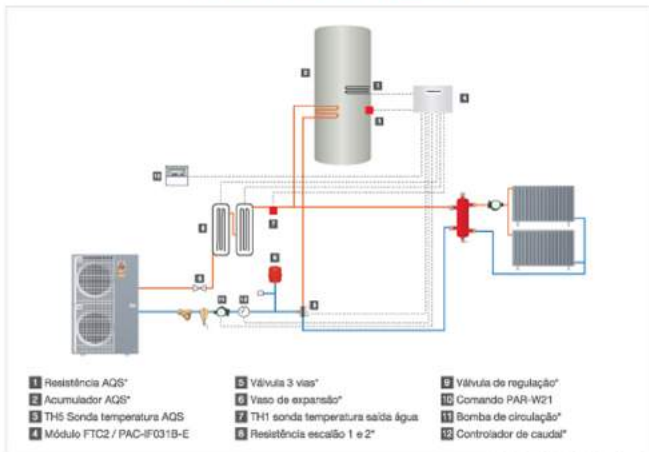 1 Resistência AQS*
2 Acumulador AQS*
3 TH5 Sonda temperatura AQS
4 Módulo FTC2 / PAC-IF031B-E
5 Válvula 3 vias*
6 Vaso de expansão*
7 TH1 sonda temperatura saída água
8 Resistência escalão 1 e 2*
9 Válvula de regulação*
10 Comando PAR-W21
11 Bomba de circulação*
12 Controlador de caudal*